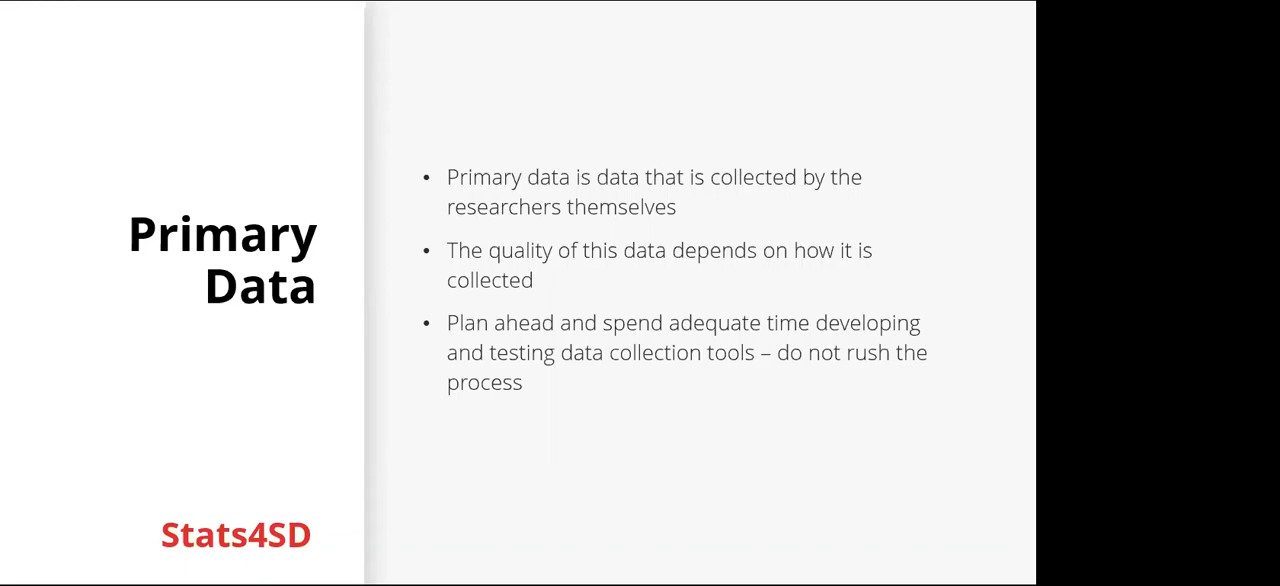 Primary
Data
• Primary data is data that is collected by the
researchers themselves
• The quality of this data depends on how it is
collected
• Plan ahead and spend adequate time developing
and testing data collection tools – do not rush the
process
Stats4SD